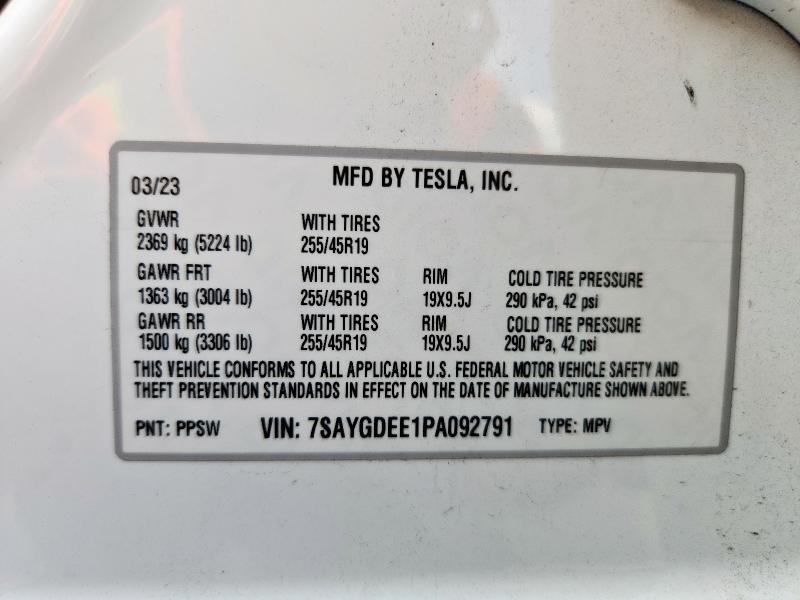 03/23 MFD BY TESLA, INC.
GVWR WITH TIRES
2369 kg (5224 lb) 255/45R19
GAWR FRT WITH TIRES RIM COLD TIRE PRESSURE
1363 kg (3004 lb) 255/45R19 19X9.5J 290 kPa, 42 psi
GAWR RR WITH TIRES RIM COLD TIRE PRESSURE
1500 kg (3306 lb) 255/45R19 19X9.5J 290 kPa, 42 psi
THIS VEHICLE CONFORMS TO ALL APPLICABLE U.S. FEDERAL MOTOR VEHICLE SAFETY AND
THEFT PREVENTION STANDARDS IN EFFECT ON THE DATE OF MANUFACTURE SHOWN ABOVE.
PNT: PPSW VIN: 7SAYGDEE1PA092791 TYPE: MPV